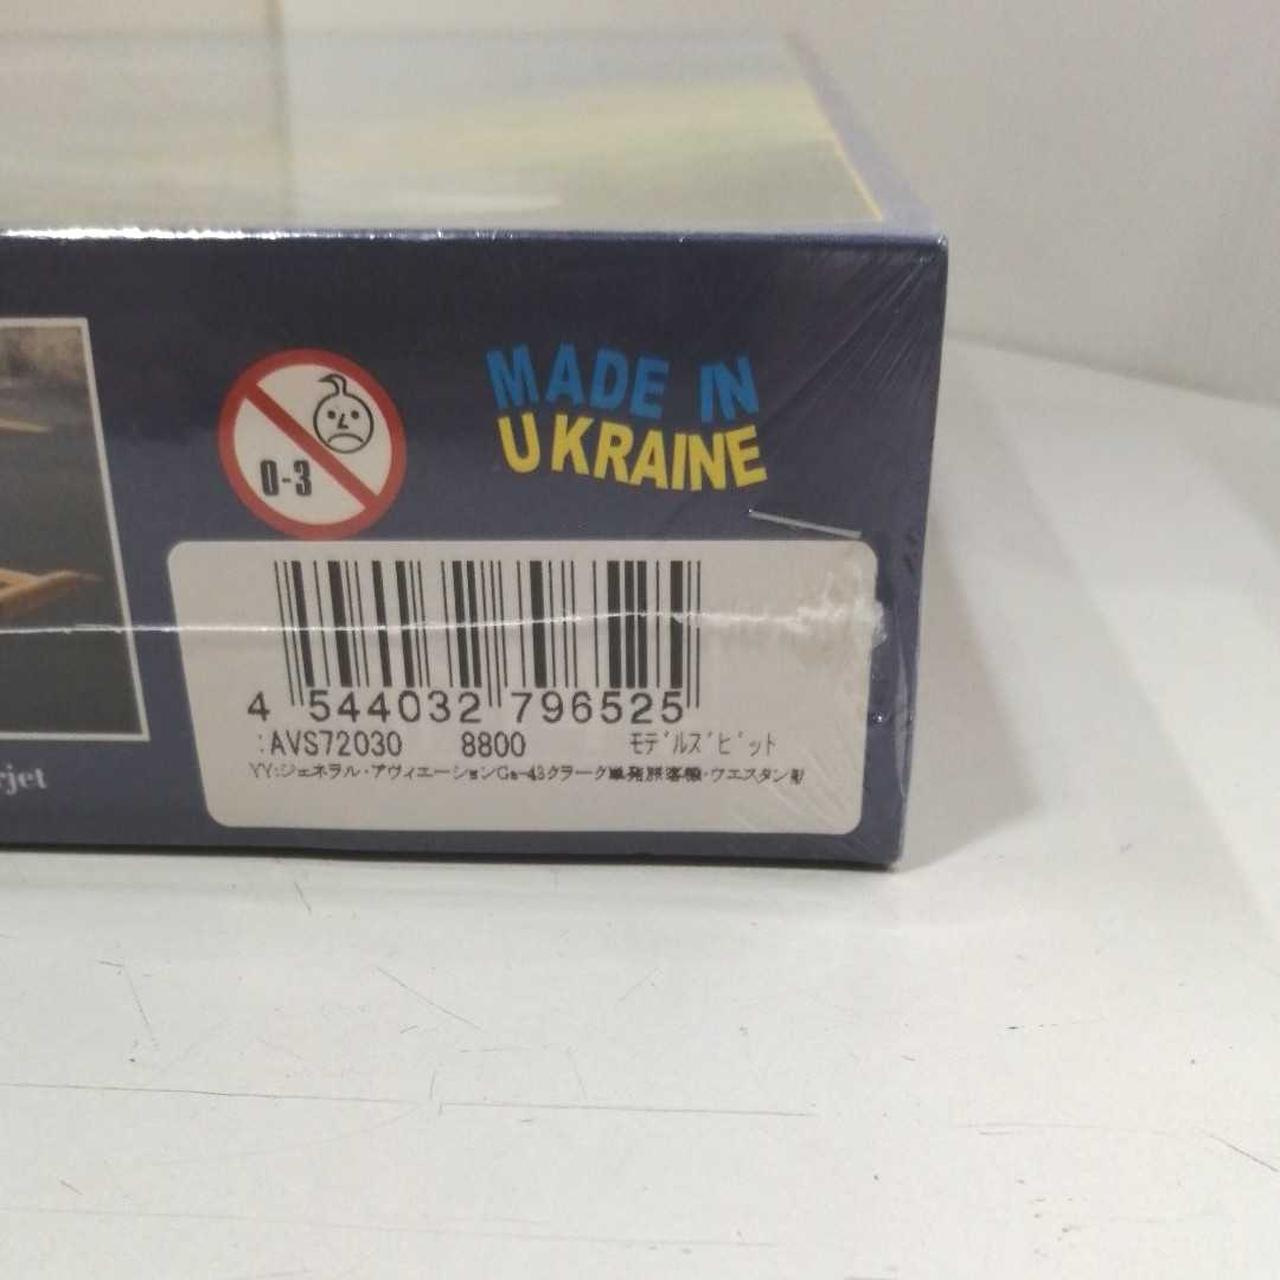 MADE IN
UKRAINE
0-3
4 544032 796525
:AVS72030 8800 ﾓﾃﾞﾙｽﾞﾋﾞｯﾄ
YY:ジェネラル・アヴィエーションGa-43クラーク単発旅客機・ウエスタン
jet